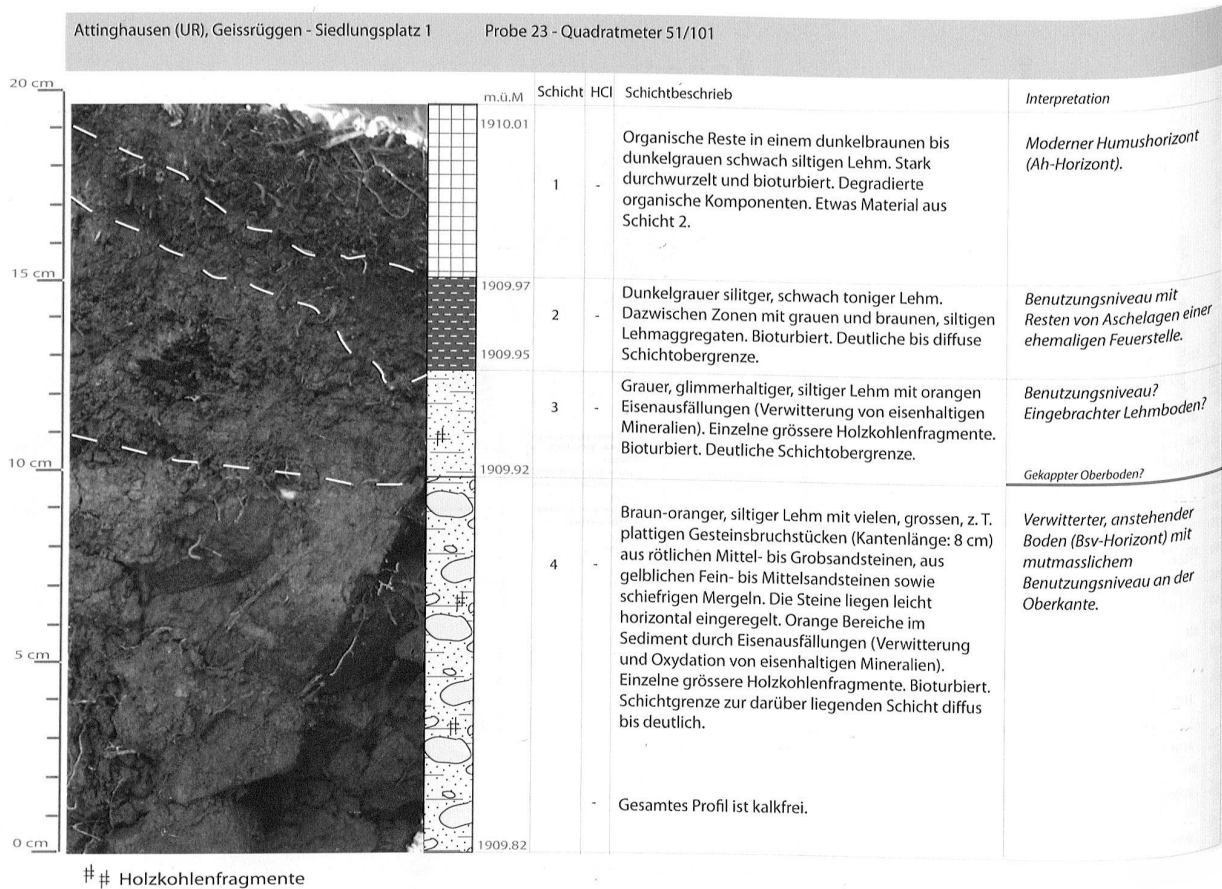 Attinghausen (UR), Geissrüggen - Siedlungsplatz 1 Probe 23 - Quadratmeter 51/101
20 cm
15 cm
10 cm
5 cm
0 cm
m.ü.M
1910.01
1909.97
1909.95
1909.92
1909.82
Schicht HCl Schichtbeschrieb Interpretation
1 -
Organische Reste in einem dunkelbraunen bis
dunkelgrauen schwach siltigen Lehm. Stark
durchwurzelt und bioturbiert. Degradierte
organische Komponenten. Etwas Material aus
Schicht 2.
Moderner Humushorizont
(Ah-Horizont).
2 -
Dunkelgrauer silitger, schwach toniger Lehm.
Dazwischen Zonen mit grauen und braunen, siltigen
Lehmaggregaten. Bioturbiert. Deutliche bis diffuse
Schichtobergrenze.
Benutzungsniveau mit
Resten von Aschelagen einer
ehemaligen Feuerstelle.
3 -
Grauer, glimmerhaltiger, siltiger Lehm mit orangen
Eisenausfällungen (Verwitterung von eisenhaltigen
Mineralien). Einzelne grössere Holzkohlenfragmente.
Bioturbiert. Deutliche Schichtobergrenze.
Benutzungsniveau?
Eingebrachter Lehmboden?
Gekappter Oberboden?
4 -
Braun-oranger, siltiger Lehm mit vielen, grossen, z. T.
plattigen Gesteinsbruchstücken (Kantenlänge: 8 cm)
aus rötlichen Mittel- bis Grobsandsteinen, aus
gelblichen Fein- bis Mittelsandsteinen sowie
schiefrigen Mergeln. Die Steine liegen leicht
horizontal eingeregelt. Orange Bereiche im
Sediment durch Eisenausfällungen (Verwitterung
und Oxydation von eisenhaltigen Mineralien).
Einzelne grössere Holzkohlenfragmente. Bioturbiert.
Schichtgrenze zur darüber liegenden Schicht diffus
bis deutlich.
Verwitterter, anstehender
Boden (Bsv-Horizont) mit
mutmasslichem
Benutzungsniveau an der
Oberkante.
- Gesamtes Profil ist kalkfrei.
Holzkohlenfragmente